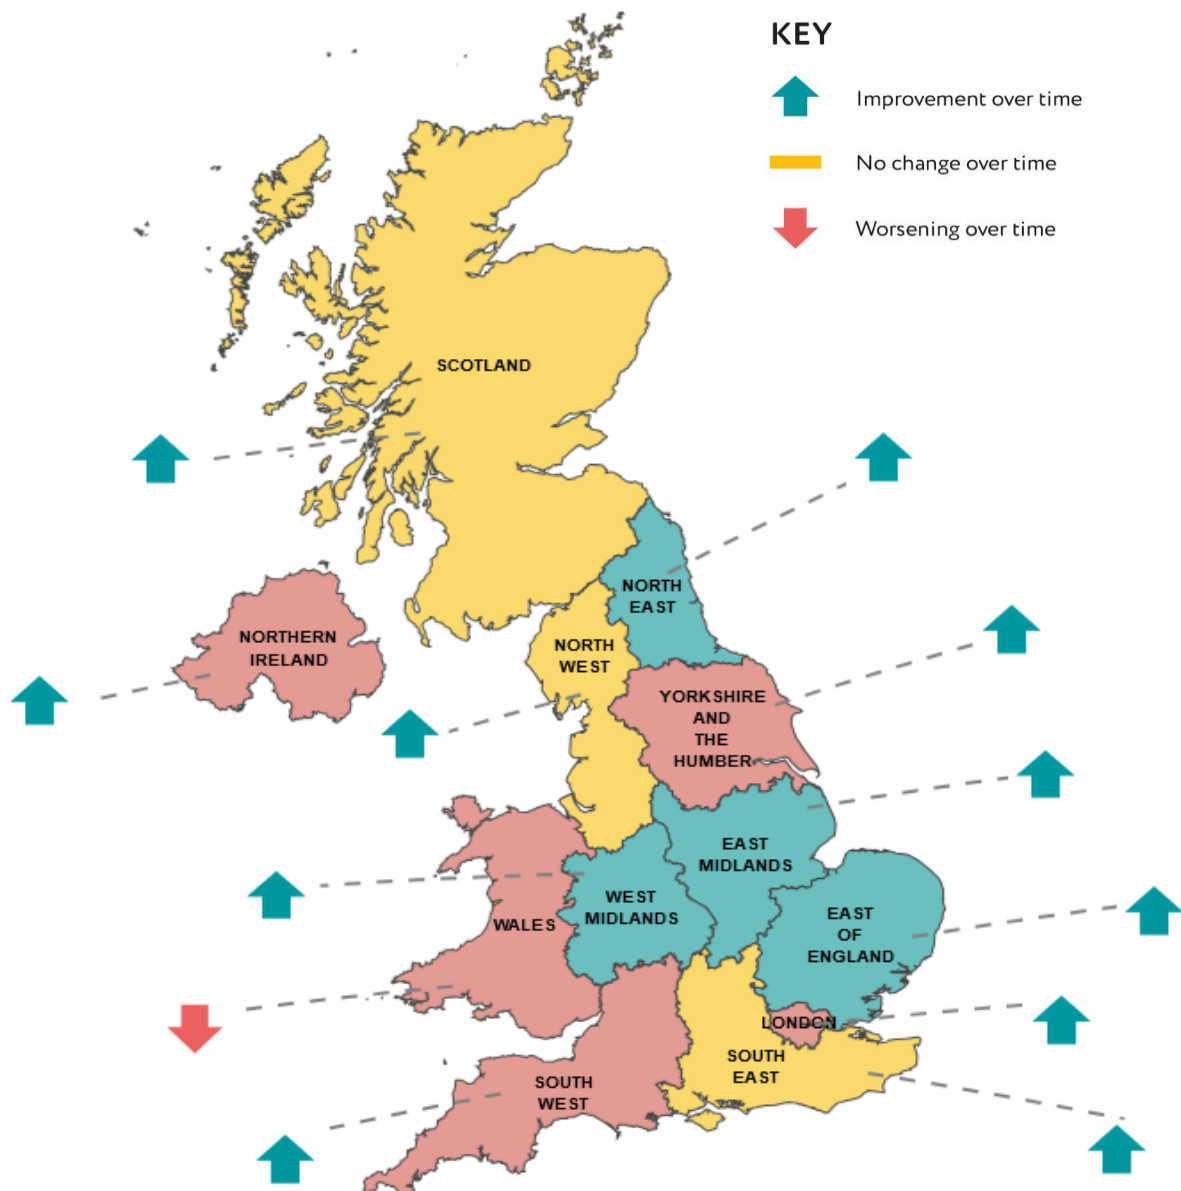 KEY
Improvement over time
No change over time
Worsening over time
SCOTLAND
NORTH
EAST
NORTHERN
IRELAND
NORTH
WEST
YORKSHIRE
AND
THE
HUMBER
EAST
MIDLANDS
WEST
MIDLANDS
WALES
EAST
OF
ENGLAND
LONDON
SOUTH
EAST
SOUTH
WEST